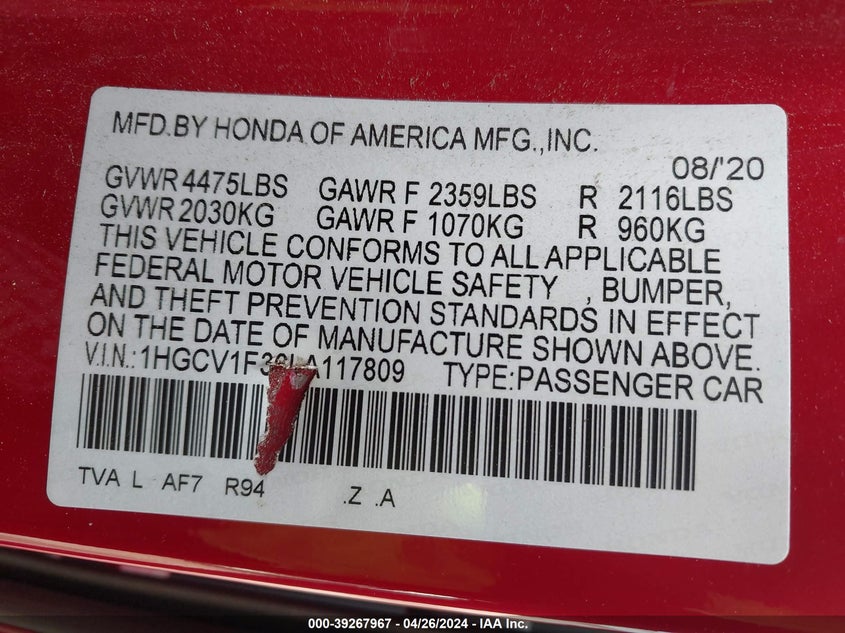 MFD.BY HONDA OF AMERICA MFG.,INC.
08/'20
GVWR 4475LBS GAWR F 2359LBS R 2116LBS
GVWR 2030KG GAWR F 1070KG R 960KG
THIS VEHICLE CONFORMS TO ALL APPLICABLE
FEDERAL MOTOR VEHICLE SAFETY , BUMPER,
AND THEFT PREVENTION STANDARDS IN EFFECT
ON THE DATE OF MANUFACTURE SHOWN ABOVE.
V.I.N.:1HGCV1F30LA117809 TYPE:PASSENGER CAR
TVA L AF7 R94 .Z .A
000-39267967 | 04/26/2024 | IAA Inc.